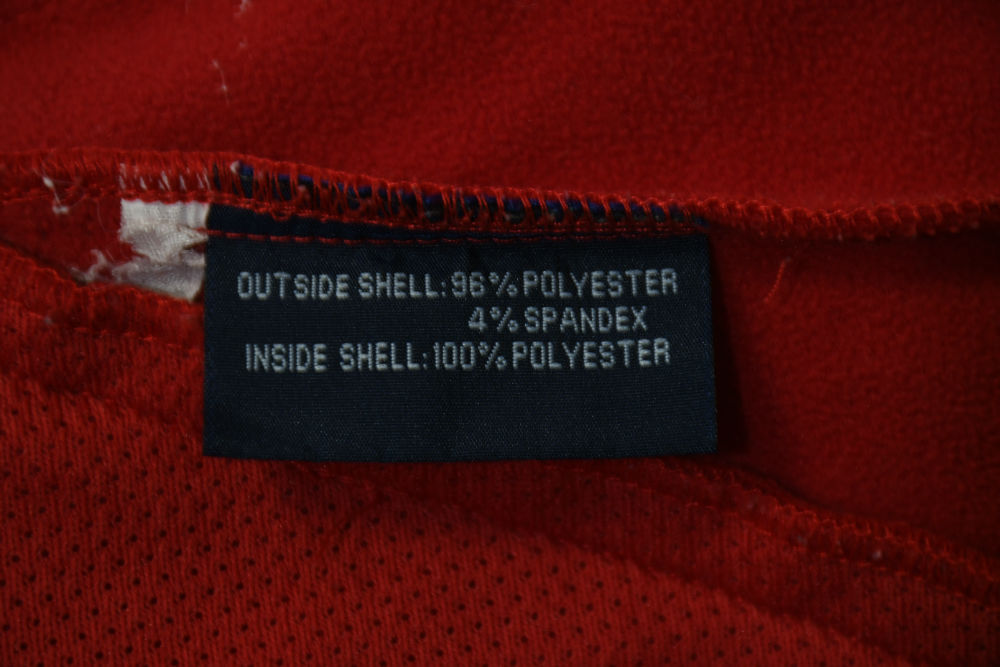 OUTSIDE SHELL: 96% POLYESTER
4% SPANDEX
INSIDE SHELL: 100% POLYESTER